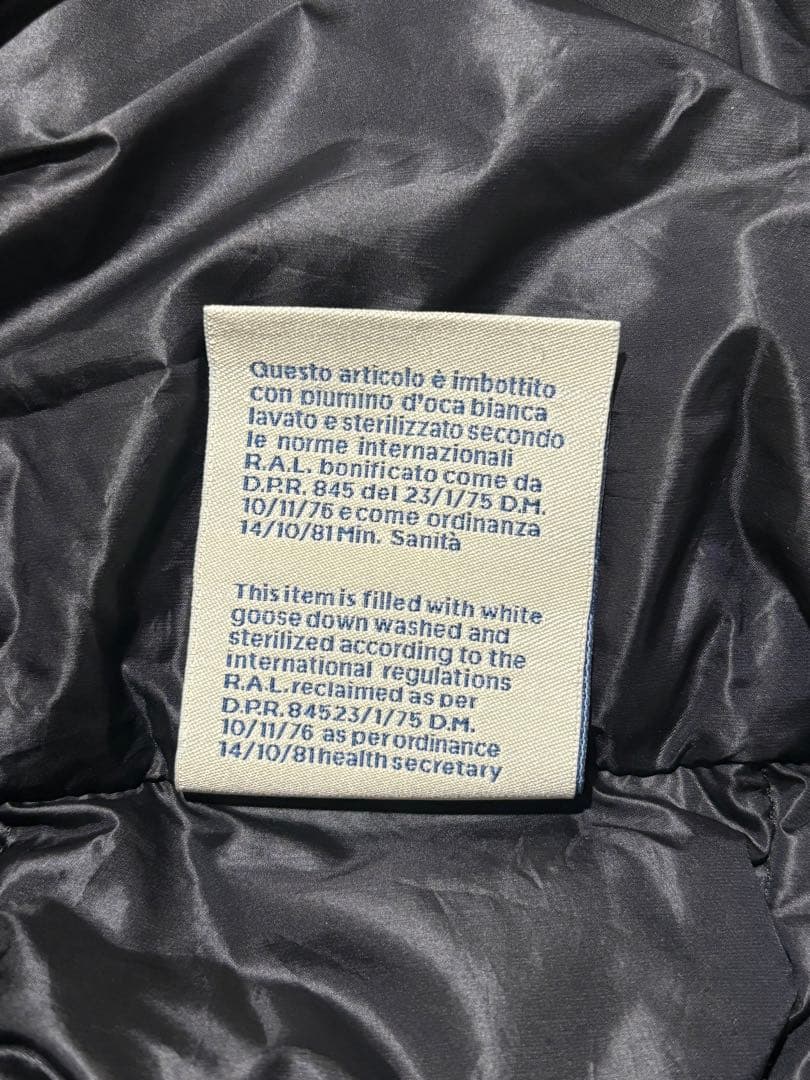 Questo articolo è imbottito
con piumino d'oca bianca
lavato e sterilizzato secondo
le norme internazionali
R.A.L. bonificato come da
D.P.R. 845 del 23/1/75 D.M.
10/11/76 e come ordinanza
14/10/81 Min. Sanità
This item is filled with white
goose down washed and
sterilized according to the
international regulations
R.A.L. reclaimed as per
D.P.R. 84523/1/75 D.M.
10/11/76 as per ordinance
14/10/81 health secretary